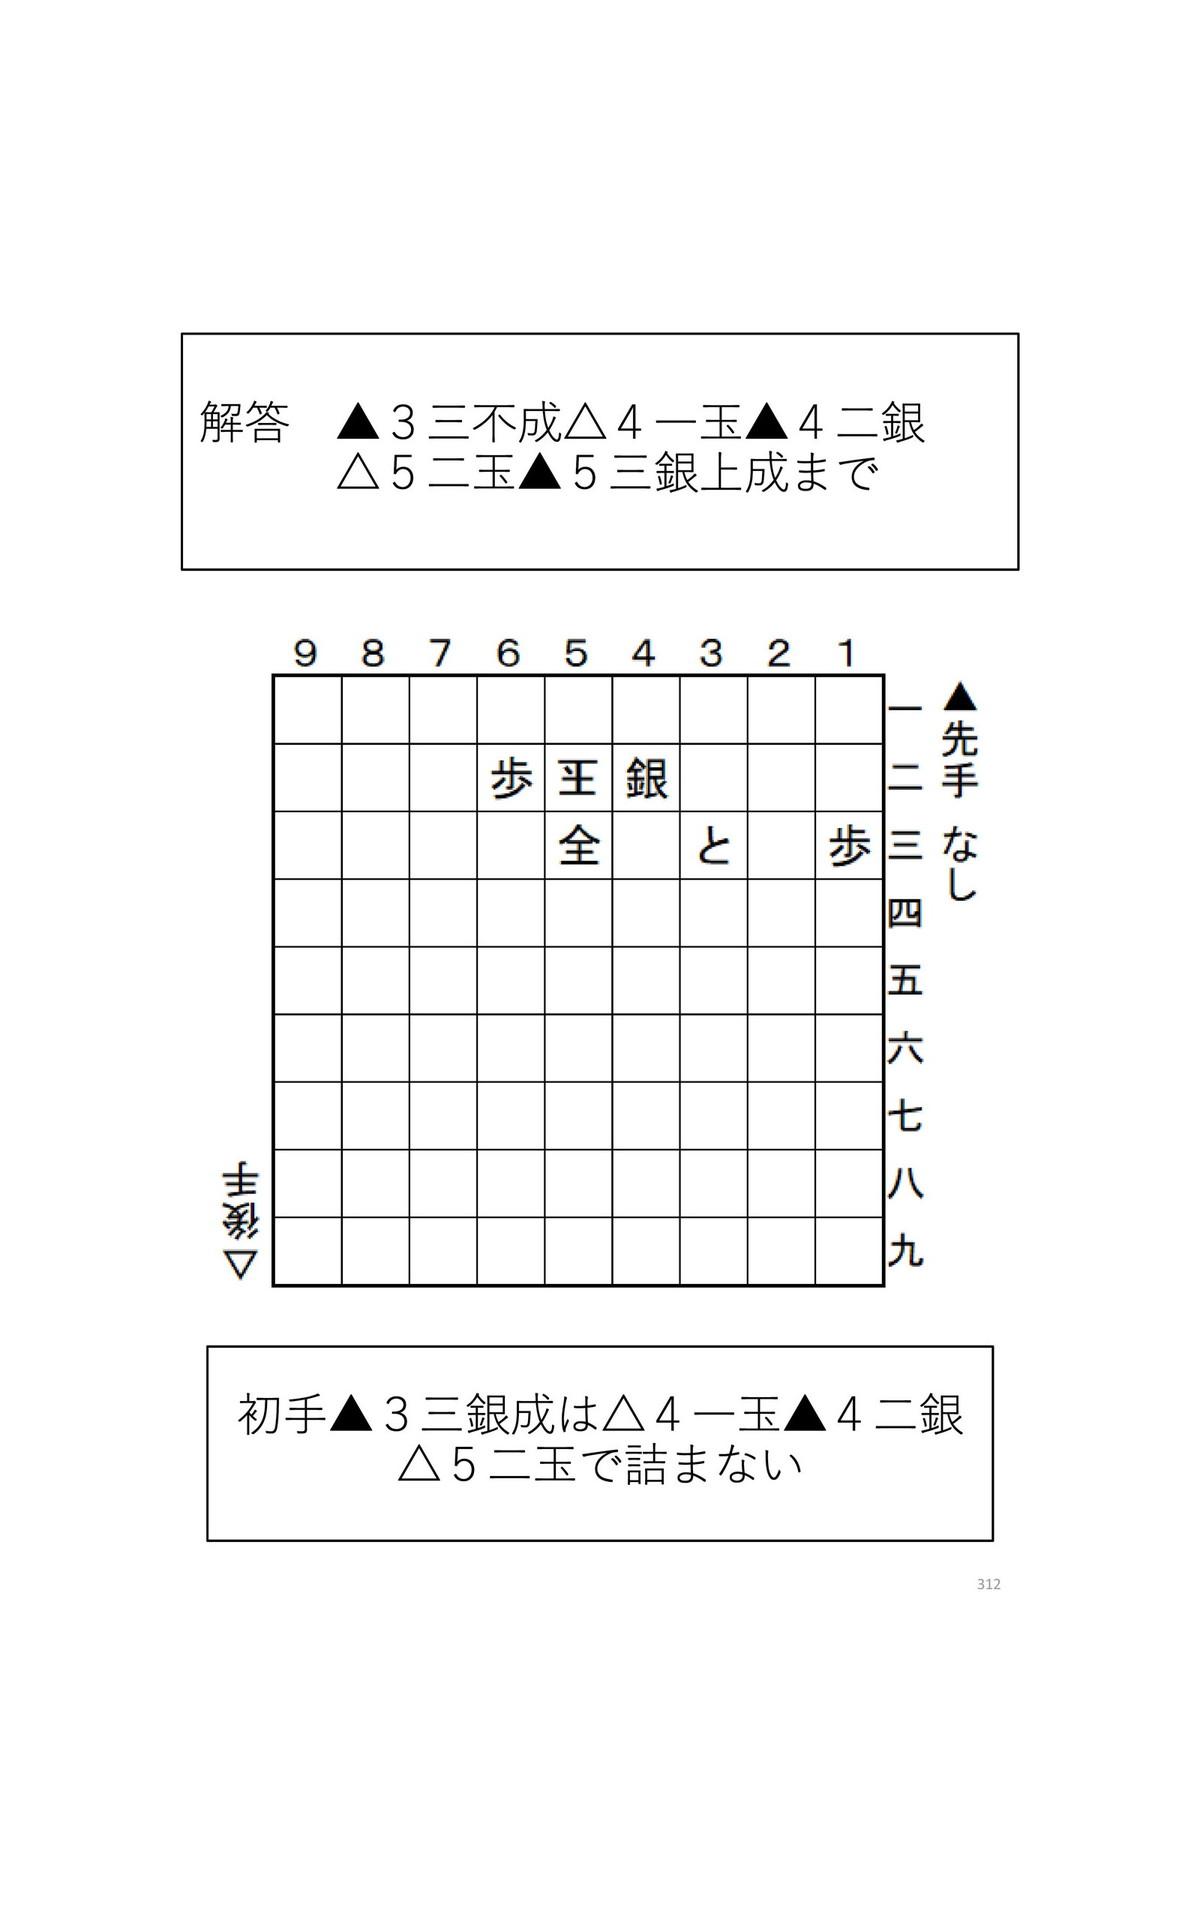 解答　▲３三不成△４一玉▲４二銀
△５二玉▲５三銀上成まで
9 8 7 6 5 4 3 2 1
一
二
三
四
五
六
七
八
九
歩 王 銀
全 と 歩
▲先手 なし
△後手
初手▲３三銀成は△４一玉▲４二銀
△５二玉で詰まない
312